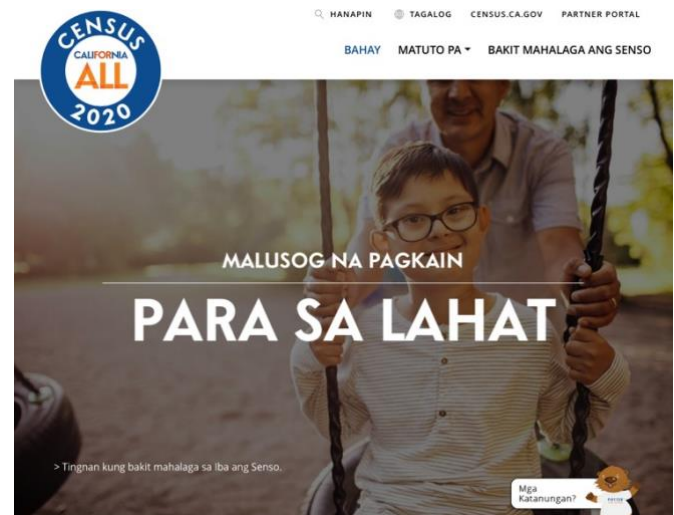 CENSUS
CALIFORNIA
ALL
2020
HANAPIN TAGALOG CENSUS.CA.GOV PARTNER PORTAL
BAHAY MATUTO PA BAKIT MAHALAGA ANG SENSO
MALUSOG NA PAGKAIN
PARA SA LAHAT
> Tingnan kung bakit mahalaga sa Iba ang Senso.
Mga
Katanungan?